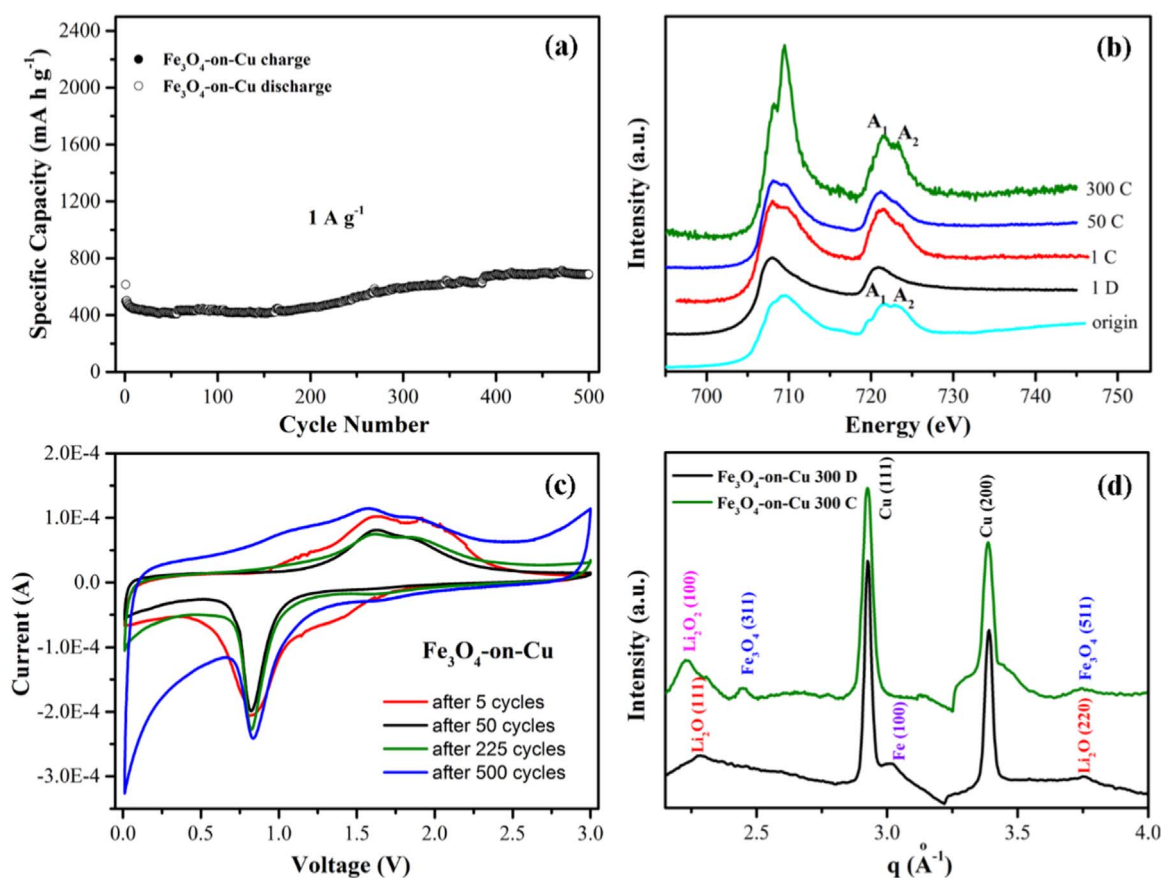 (a)
Fe₃O₄-on-Cu charge
Fe₃O₄-on-Cu discharge
1 A g⁻¹
Specific Capacity (mA h g⁻¹)
2400
2000
1600
1200
800
400
0
0 100 200 300 400 500
Cycle Number
(b)
A₁ A₂
300 C
50 C
1 C
1 D
A₁ A₂
origin
Intensity (a.u.)
700 710 720 730 740 750
Energy (eV)
(c)
2.0E-4
1.0E-4
0.0
-1.0E-4
-2.0E-4
-3.0E-4
Current (A)
Fe₃O₄-on-Cu
after 5 cycles
after 50 cycles
after 225 cycles
after 500 cycles
0.0 0.5 1.0 1.5 2.0 2.5 3.0
Voltage (V)
(d)
Fe₃O₄-on-Cu 300 D
Fe₃O₄-on-Cu 300 C
Cu (111)
Cu (200)
Li₂O₂ (100)
Fe₃O₄ (311)
Fe₃O₄ (511)
Li₂O (111)
Fe (100)
Li₂O (220)
Intensity (a.u.)
2.5 3.0 3.5 4.0
q (Å⁻¹)